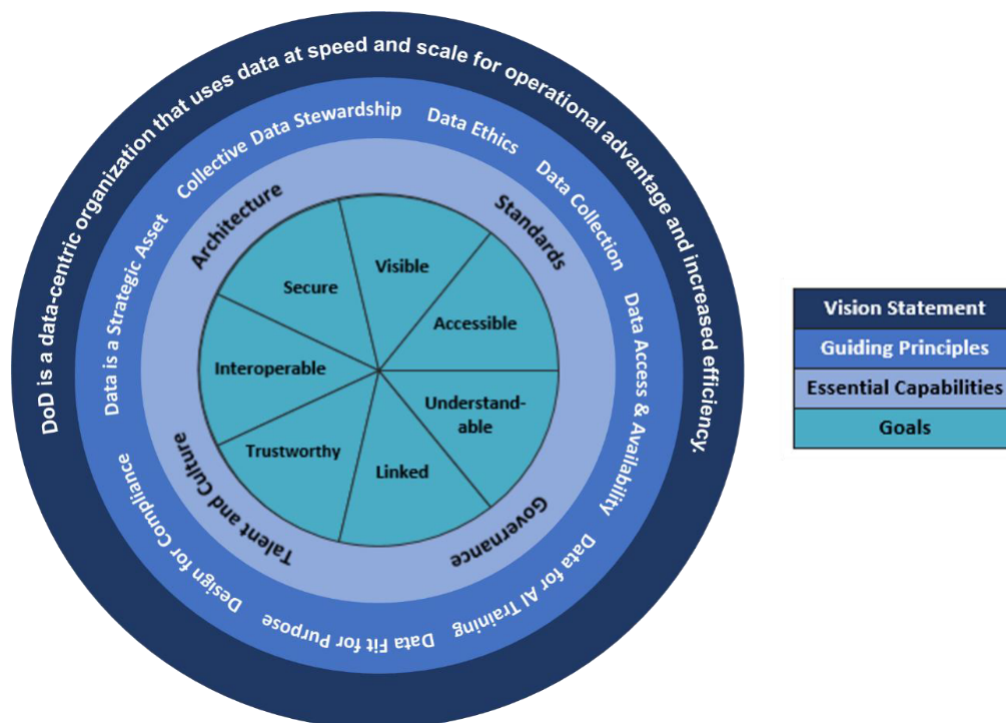 DoD is a data-centric organization that uses data at speed and scale for operational advantage and increased efficiency.
Data is a Strategic Asset
Collective Data Stewardship
Data Ethics
Data Collection
Data Access & Availability
Data for AI Training
Data Fit for Purpose
Design for Compliance
Architecture
Standards
Governance
Talent and Culture
Visible
Accessible
Understand-
able
Linked
Trustworthy
Interoperable
Secure
Vision Statement
Guiding Principles
Essential Capabilities
Goals